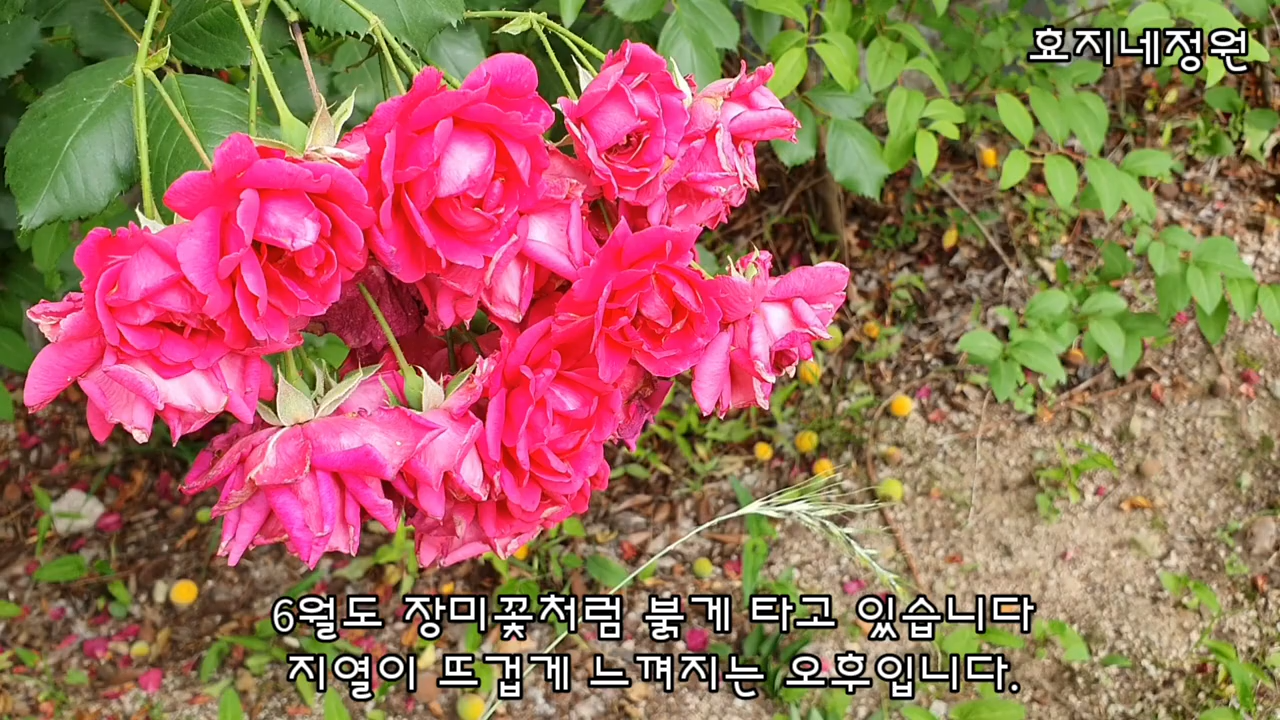 효지네정원
6월도 장미꽃처럼 붉게 타고 있습니다
지열이 뜨겁게 느껴지는 오후입니다.